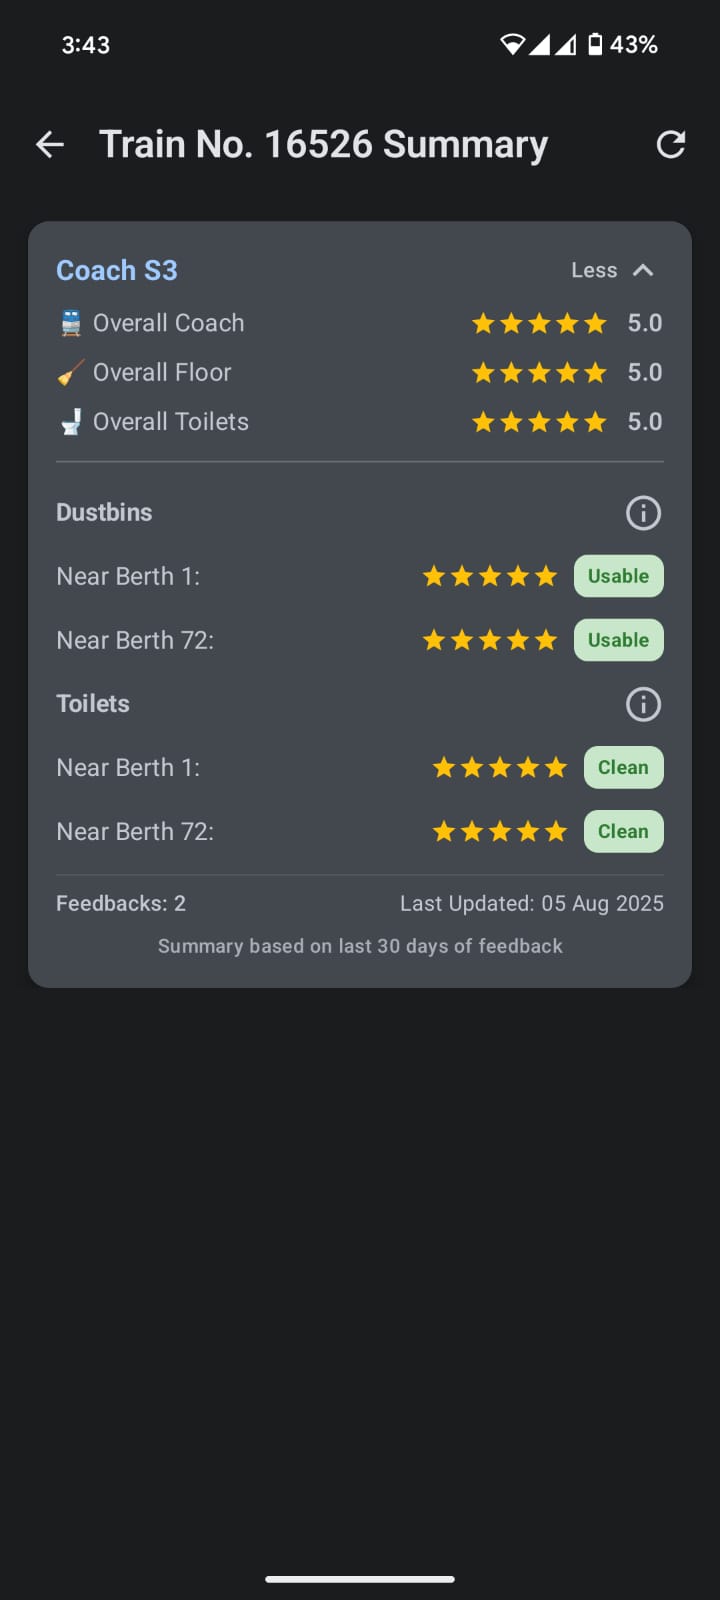 3:43
43%
Train No. 16526 Summary
Coach S3
Less
Overall Coach 5.0
Overall Floor 5.0
Overall Toilets 5.0
Dustbins
Near Berth 1: Usable
Near Berth 72: Usable
Toilets
Near Berth 1: Clean
Near Berth 72: Clean
Feedbacks: 2 Last Updated: 05 Aug 2025
Summary based on last 30 days of feedback